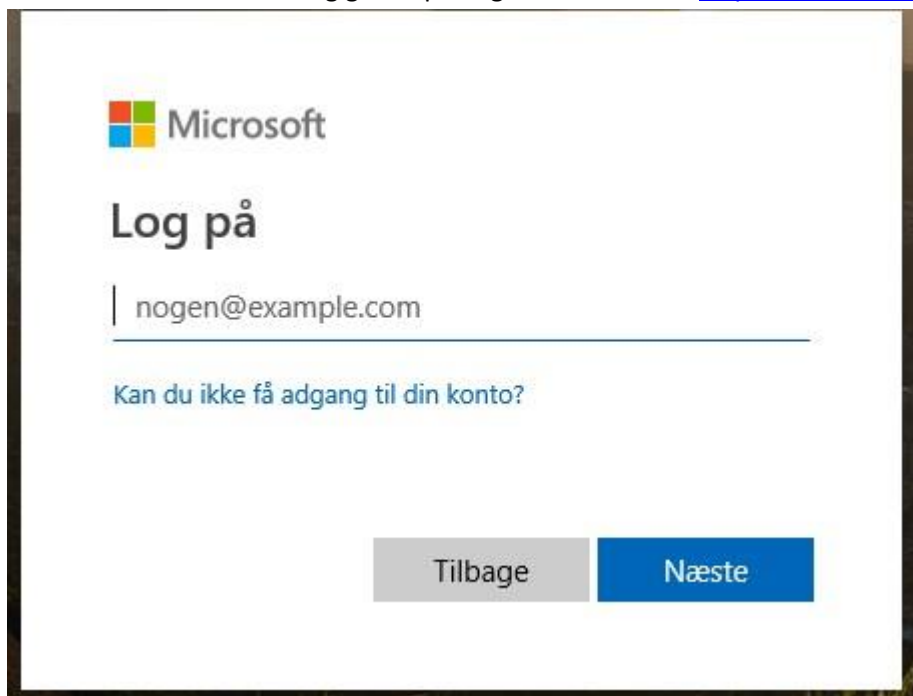 Microsoft
Log på
nogen@example.com
Kan du ikke få adgang til din konto?
Tilbage
Næste